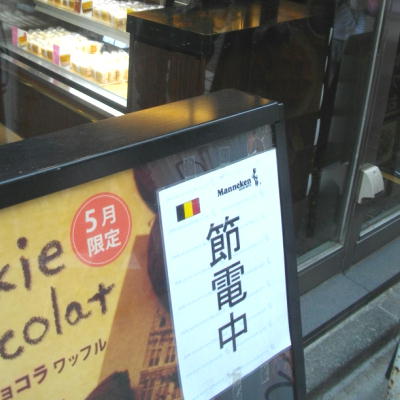 Manneken
節電中
5月
限定
kie
colat
ョコラ ワッフル